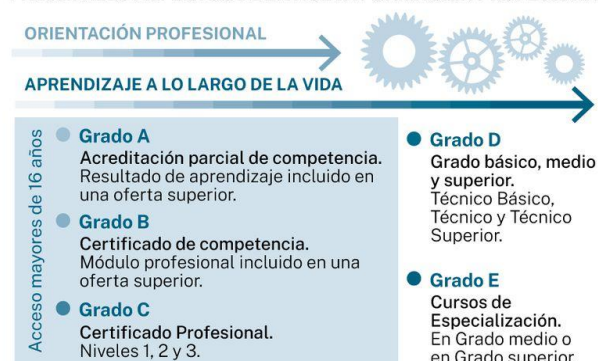 ORIENTACIÓN PROFESIONAL
APRENDIZAJE A LO LARGO DE LA VIDA
Acceso mayores de 16 años
Grado A
Acreditación parcial de competencia.
Resultado de aprendizaje incluido en
una oferta superior.
Grado B
Certificado de competencia.
Módulo profesional incluido en una
oferta superior.
Grado C
Certificado Profesional.
Niveles 1, 2 y 3.
Grado D
Grado básico, medio
y superior.
Técnico Básico,
Técnico y Técnico
Superior.
Grado E
Cursos de
Especialización.
En Grado medio o
en Grado superior